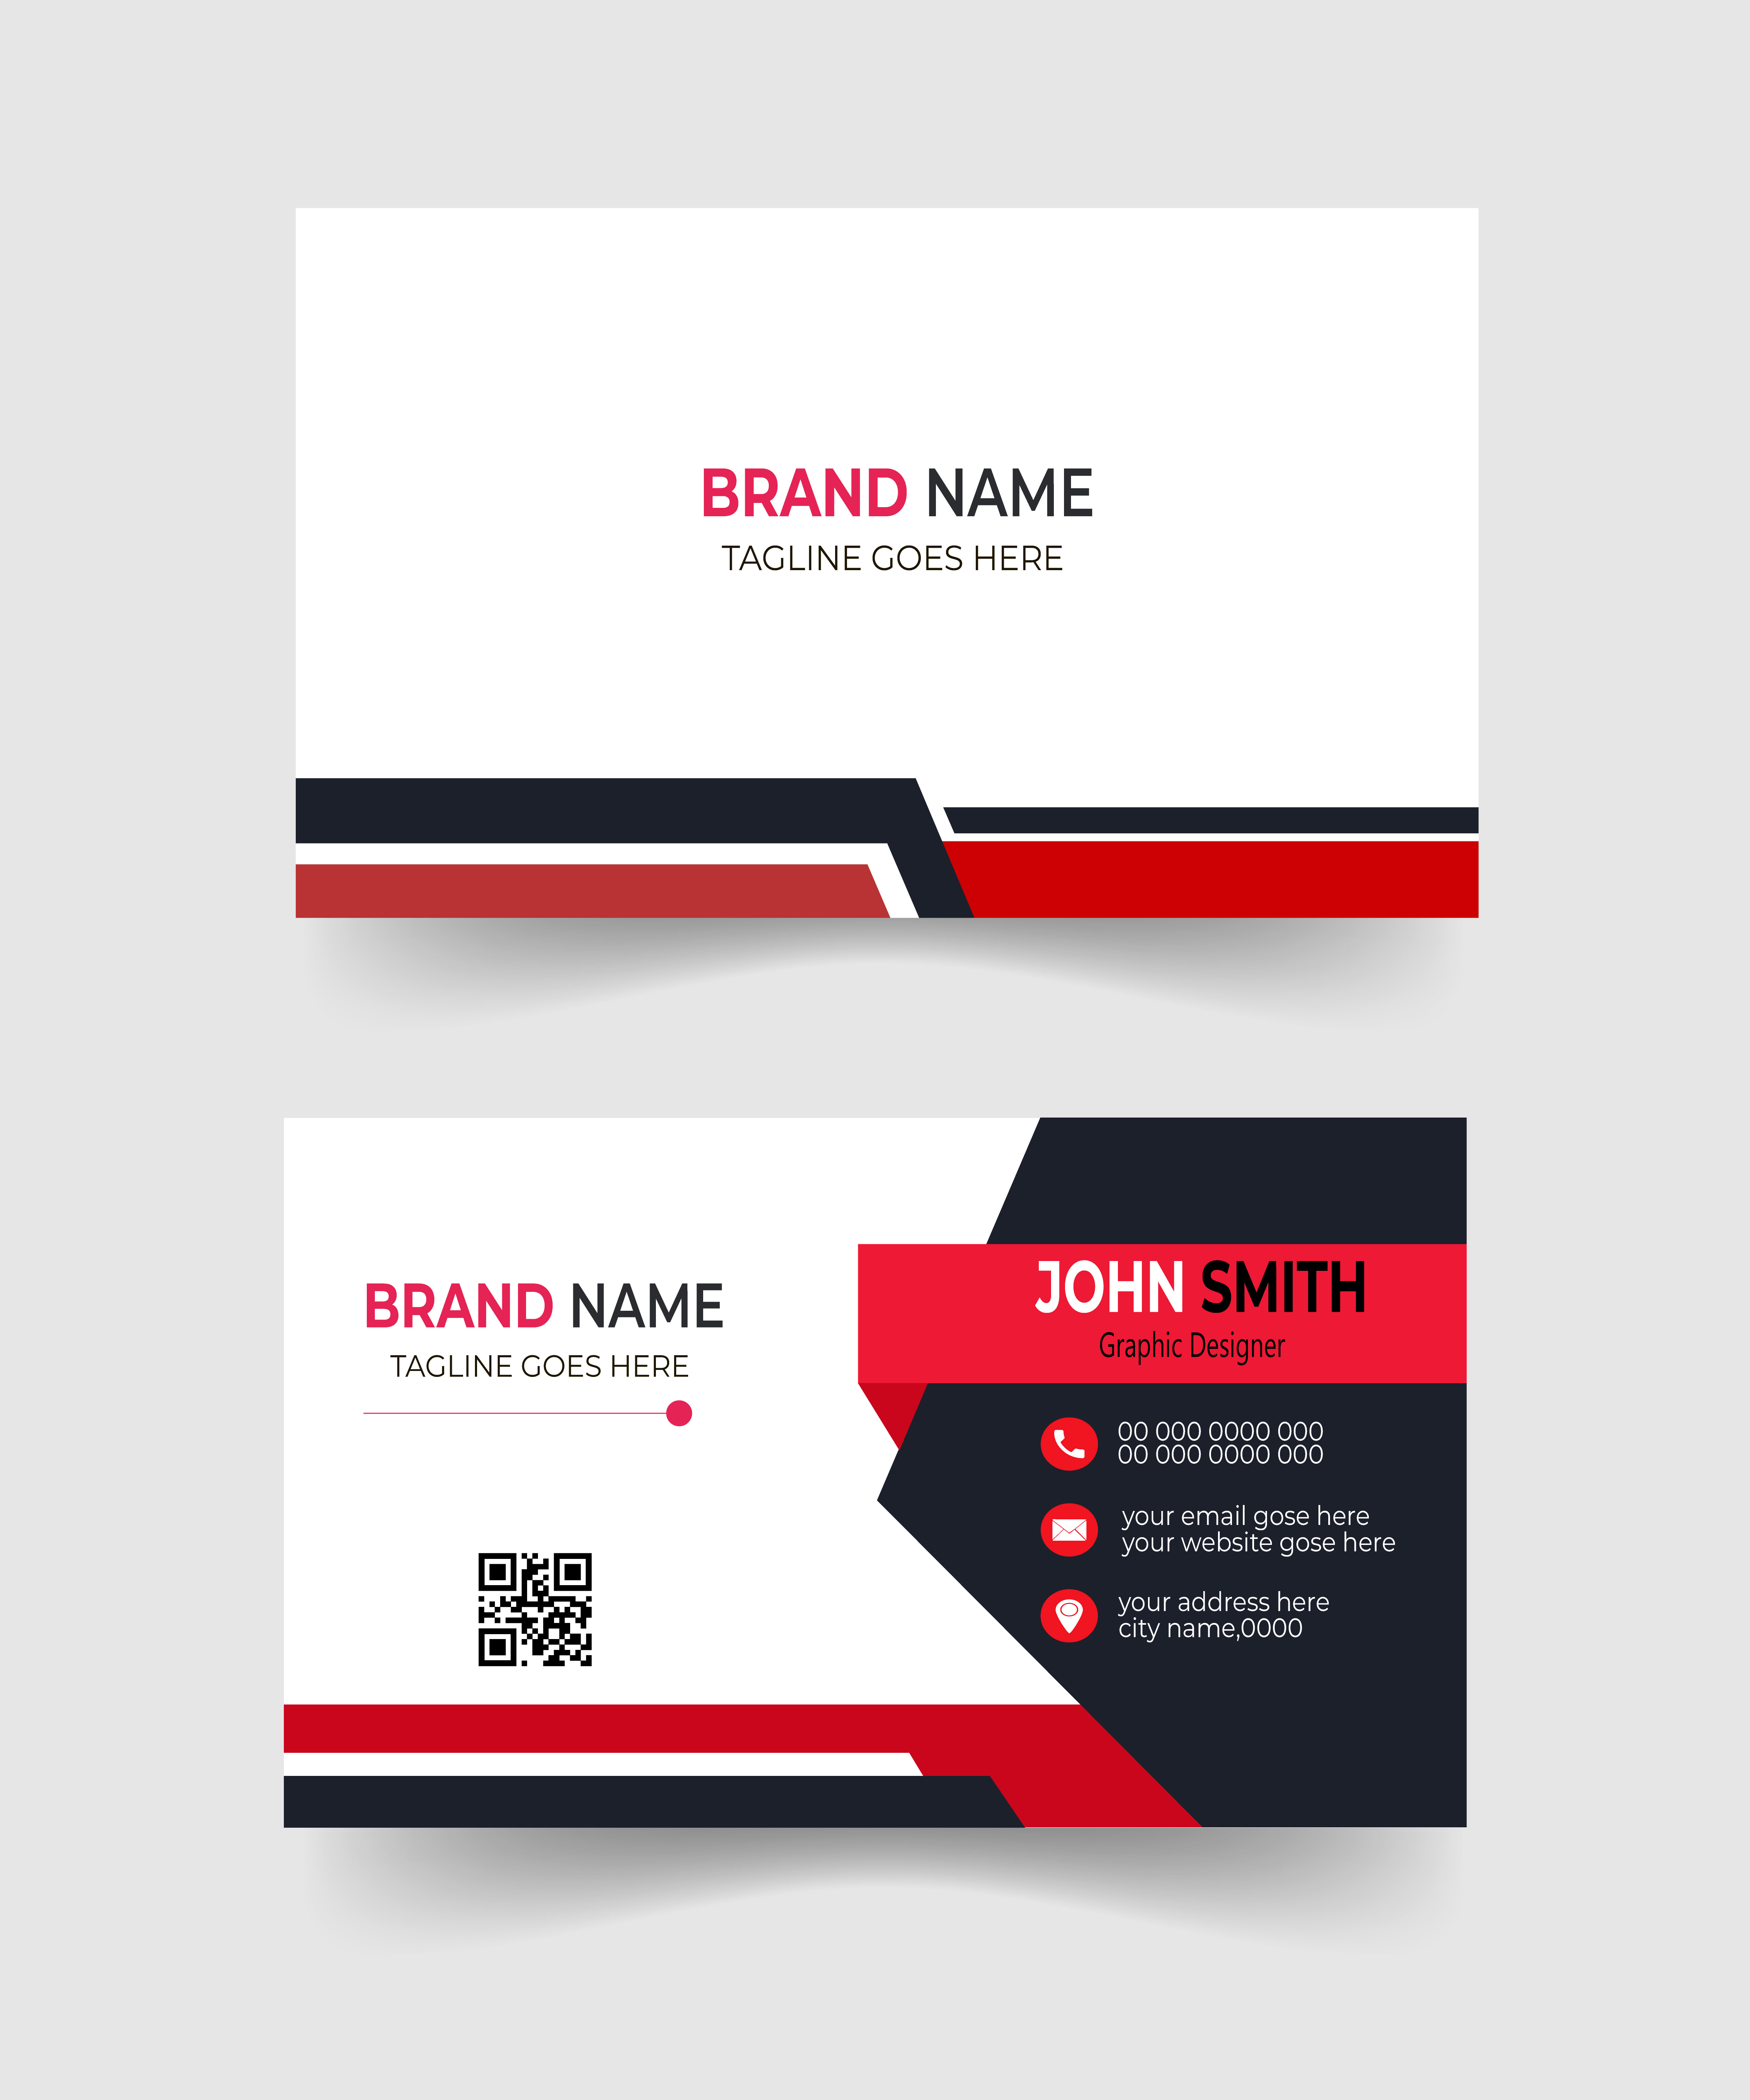 BRAND NAME
TAGLINE GOES HERE
BRAND NAME
TAGLINE GOES HERE
JOHN SMITH
Graphic Designer
00 000 0000 000
00 000 0000 000
your email gose here
your website gose here
your address here
city name,0000